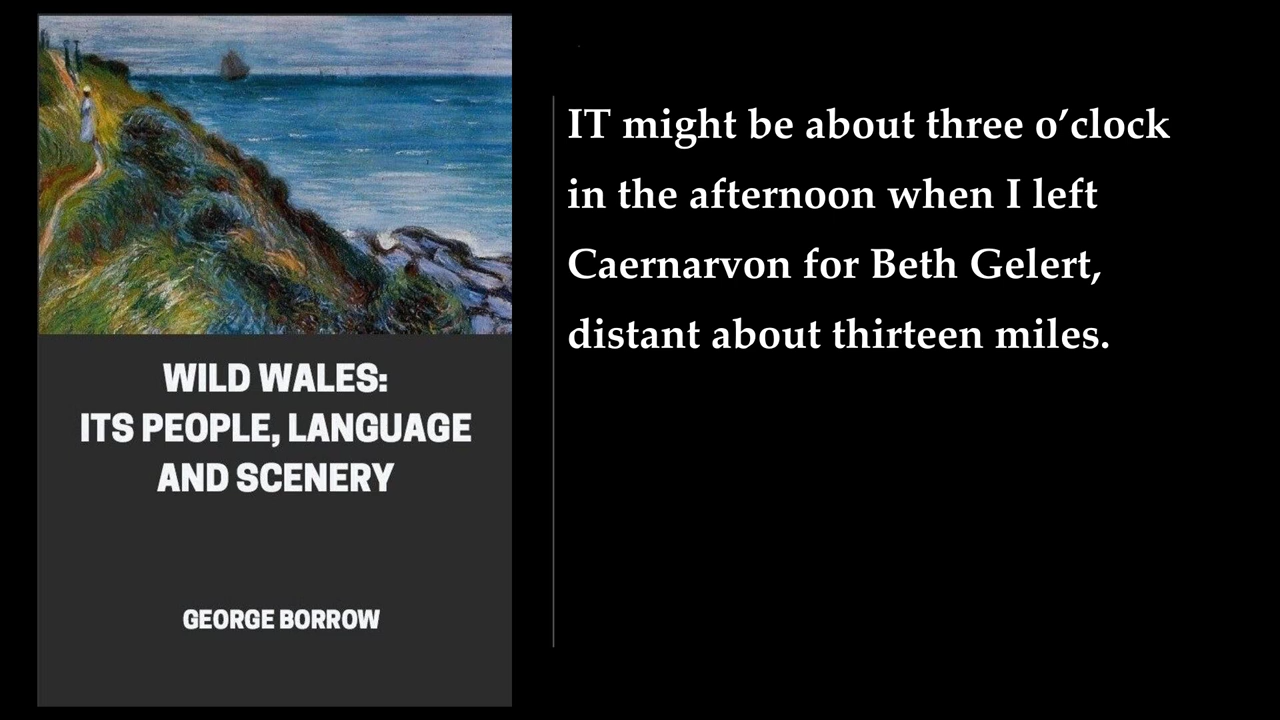 WILD WALES:
ITS PEOPLE, LANGUAGE
AND SCENERY
GEORGE BORROW
IT might be about three o’clock
in the afternoon when I left
Caernarvon for Beth Gelert,
distant about thirteen miles.